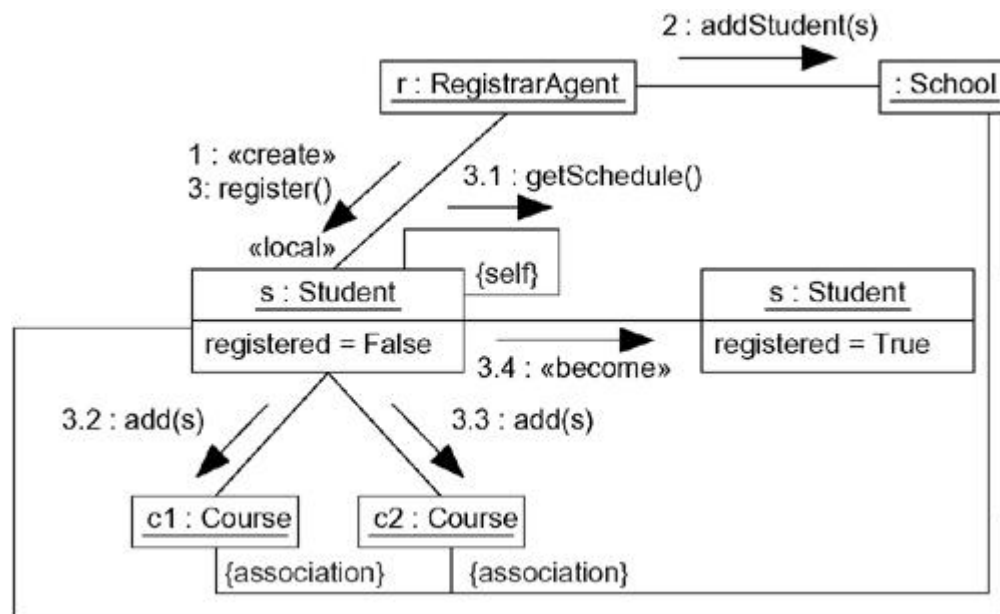 2 : addStudent(s)
r : RegistrarAgent
: School
1 : «create»
3: register()
3.1 : getSchedule()
«local»
{self}
s : Student
registered = False
s : Student
registered = True
3.4 : «become»
3.2 : add(s)
3.3 : add(s)
c1 : Course
c2 : Course
{association}
{association}